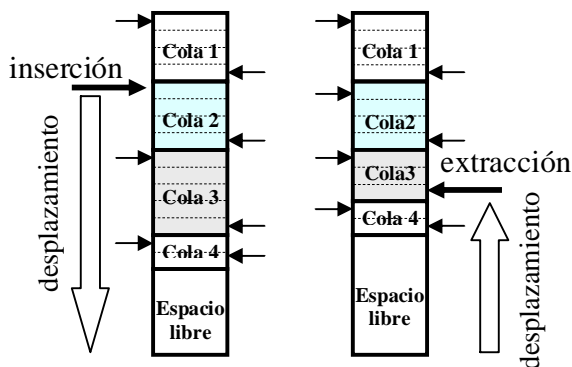 inserción
desplazamiento
Cola 1
Cola 2
Cola 3
Cola 4
Espacio
libre
Cola 1
Cola2
Cola3
Cola 4
Espacio
libre
extracción
desplazamiento